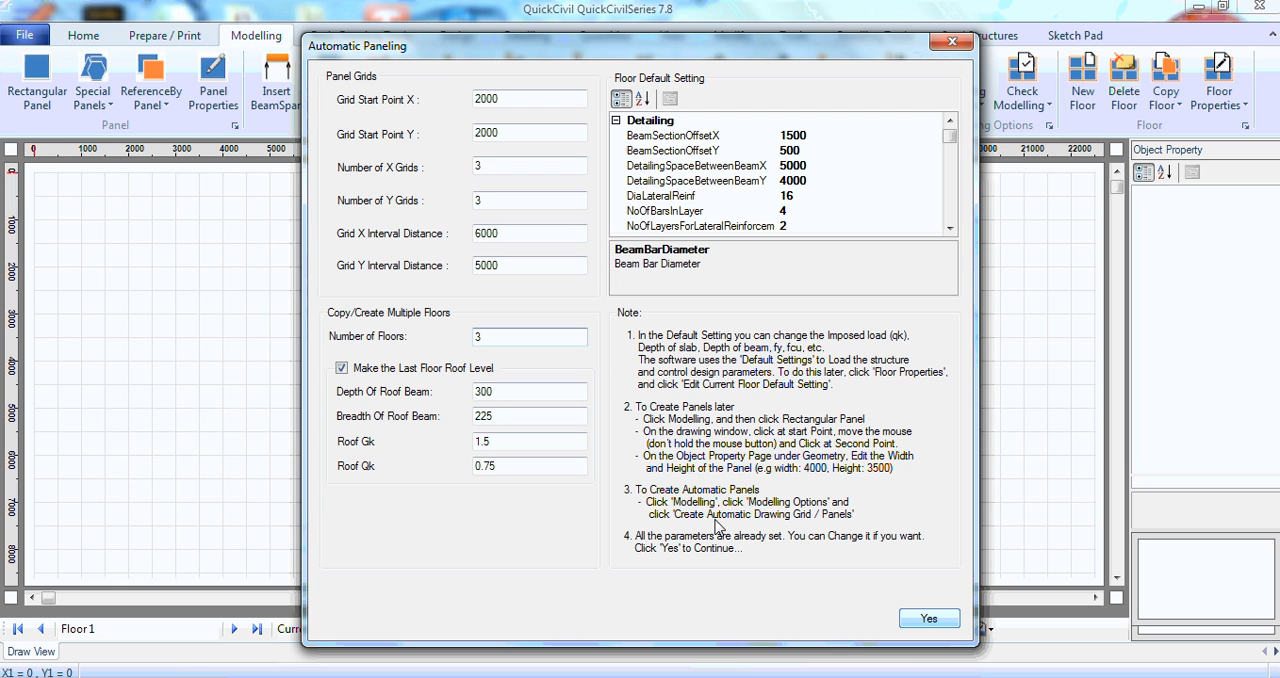 QuickCivil QuickCivilSeries 7.8
File Home Prepare / Print Modelling Structures Sketch Pad
Rectangular Panel
Special Panels
ReferenceBy Panel
Panel Properties
Insert BeamSpan
Check Modelling
New Floor
Delete Floor
Copy Floor
Floor Properties
Panel
Floor
Automatic Paneling
Panel Grids
Grid Start Point X : 2000
Grid Start Point Y : 2000
Number of X Grids : 3
Number of Y Grids : 3
Grid X Interval Distance : 6000
Grid Y Interval Distance : 5000
Copy/Create Multiple Floors
Number of Floors: 3
Make the Last Floor Roof Level
Depth Of Roof Beam: 300
Breadth Of Roof Beam: 225
Roof Gk 1.5
Roof Qk 0.75
Floor Default Setting
Detailing
BeamSectionOffsetX 1500
BeamSectionOffsetY 500
DetailingSpaceBetweenBeamX 5000
DetailingSpaceBetweenBeamY 4000
DiaLateralReinf 16
NoOfBarsInLayer 4
NoOfLayersForLateralReinforcem 2
BeamBarDiameter
Beam Bar Diameter
Note:
1. In the Default Setting you can change the Imposed load (qk),
Depth of slab, Depth of beam, fy, fcu, etc.
The software uses the 'Default Settings' to Load the structure
and control design parameters. To do this later, click 'Floor Properties',
and click 'Edit Current Floor Default Setting'.
2. To Create Panels later
- Click Modelling, and then click Rectangular Panel
- On the drawing window, click at start Point, move the mouse
(don't hold the mouse button) and Click at Second Point.
- On the Object Property Page under Geometry, Edit the Width
and Height of the Panel (e.g width: 4000, Height: 3500)
3. To Create Automatic Panels
- Click 'Modelling', click 'Modelling Options' and
click 'Create Automatic Drawing Grid / Panels'
4. All the parameters are already set. You can Change it if you want.
Click 'Yes' to Continue...
Yes
0 1000 2000 3000 4000 5000 21000 22000
0
1000
2000
3000
4000
5000
6000
7000
8000
Object Property
Floor 1
Draw View
X1 = 0 , Y1 = 0